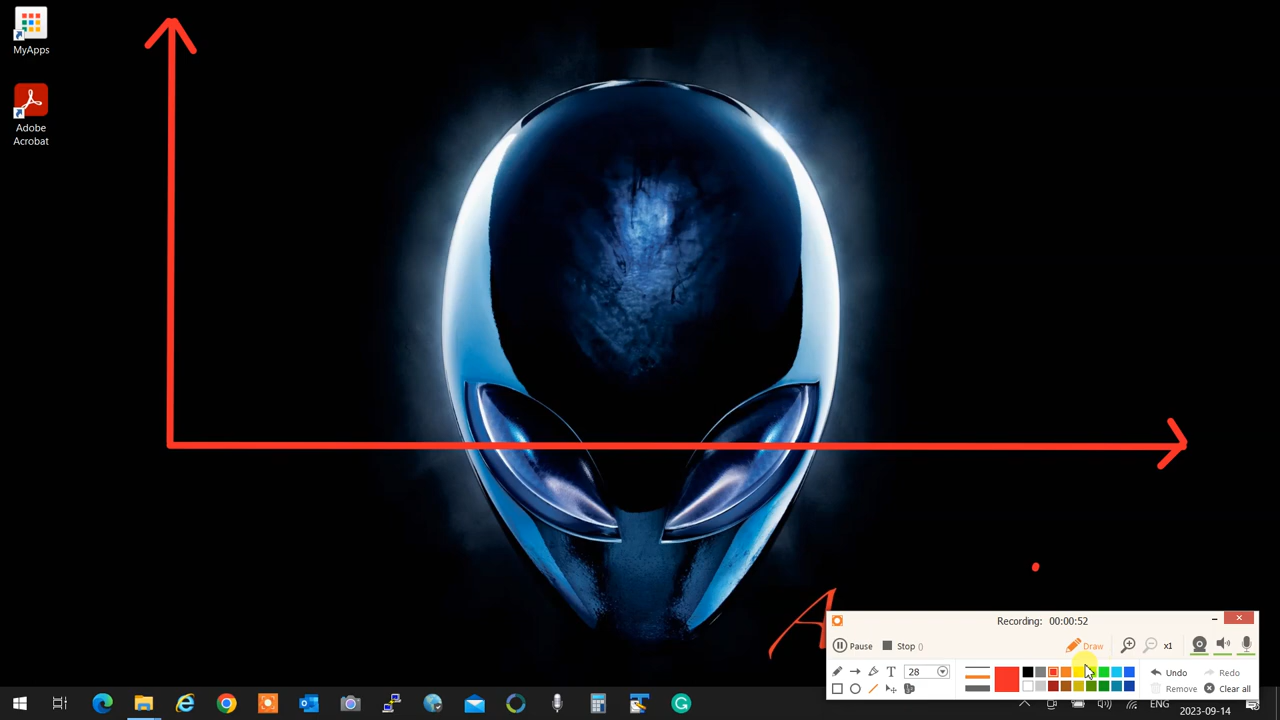 MyApps
Adobe
Acrobat
A
Recording: 00:00:52
Pause
Stop ()
Draw
x1
T
28
Undo
Redo
Remove
Clear all
ENG
2023-09-14